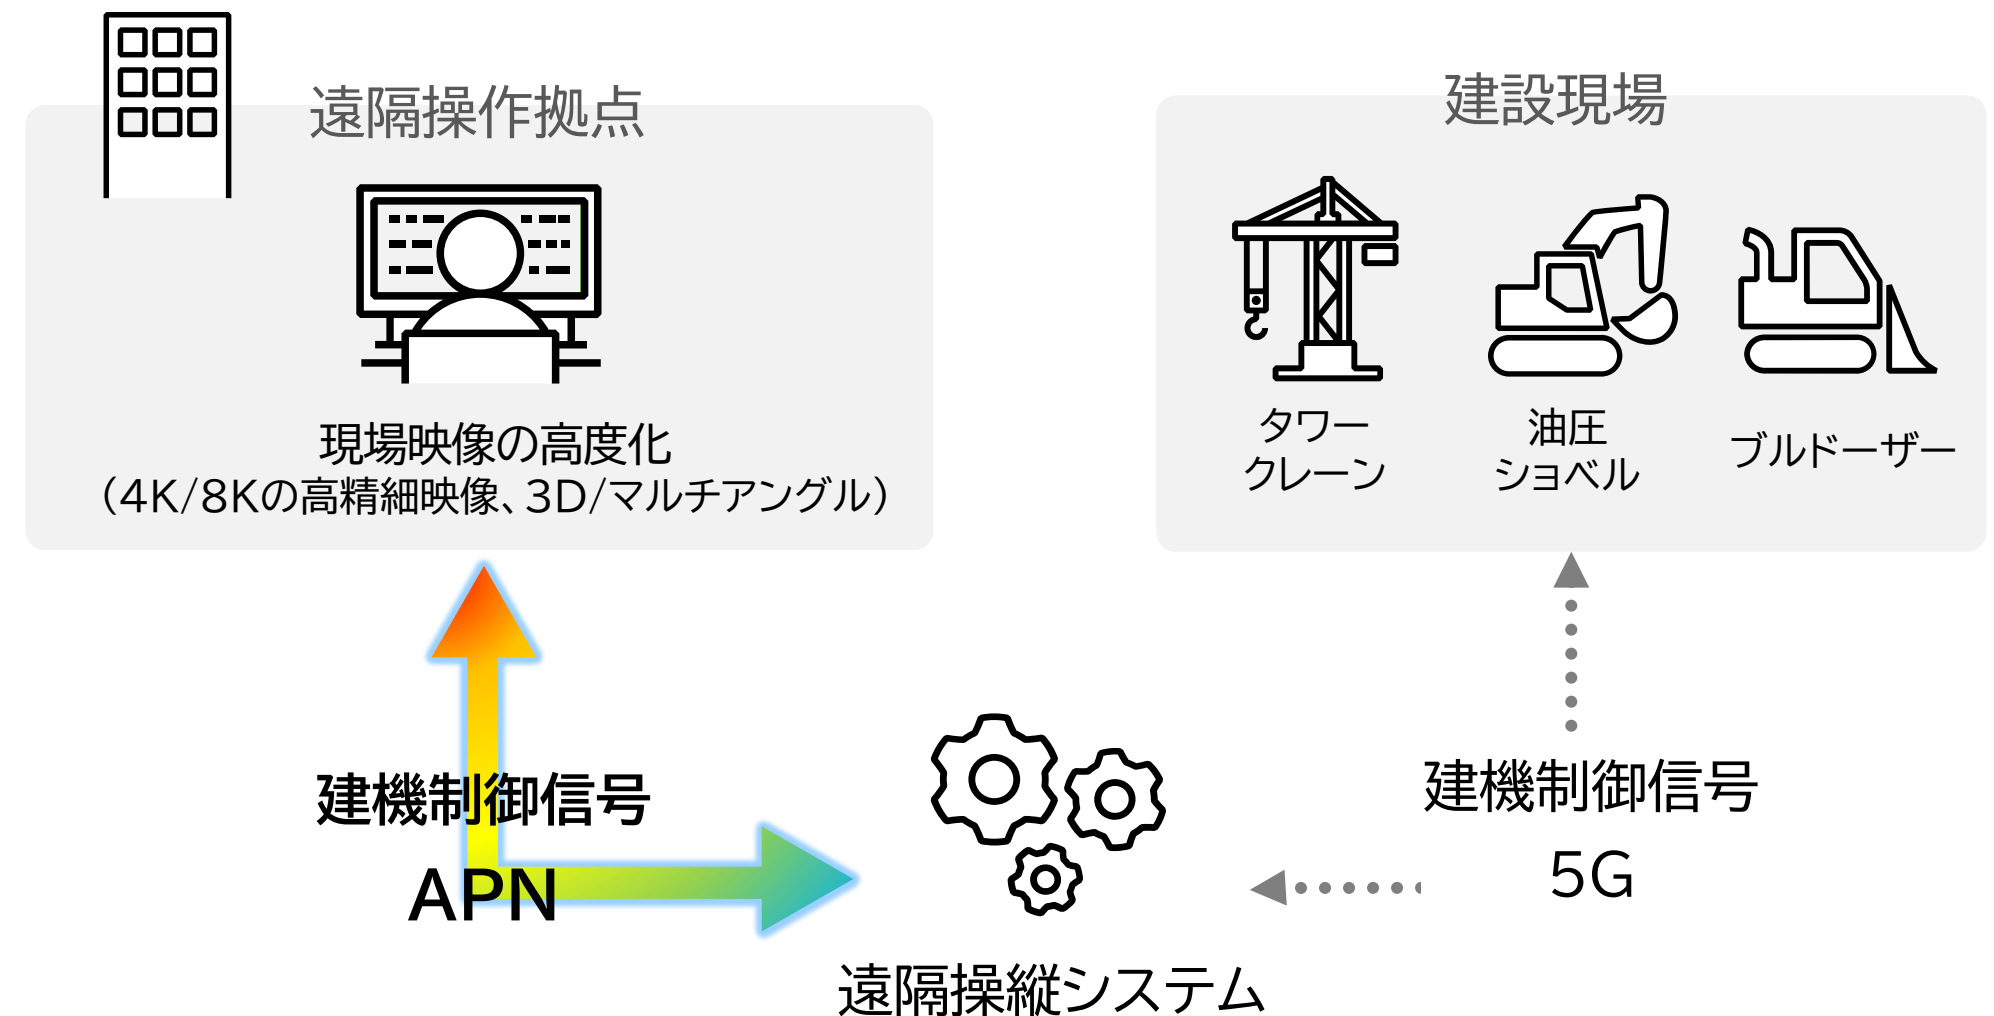 遠隔操作拠点
現場映像の高度化
（4K/8Kの高精細映像、3D/マルチアングル）
建設現場
タワー
クレーン
油圧
ショベル
ブルドーザー
建機制御信号
APN
遠隔操縦システム
建機制御信号
5G